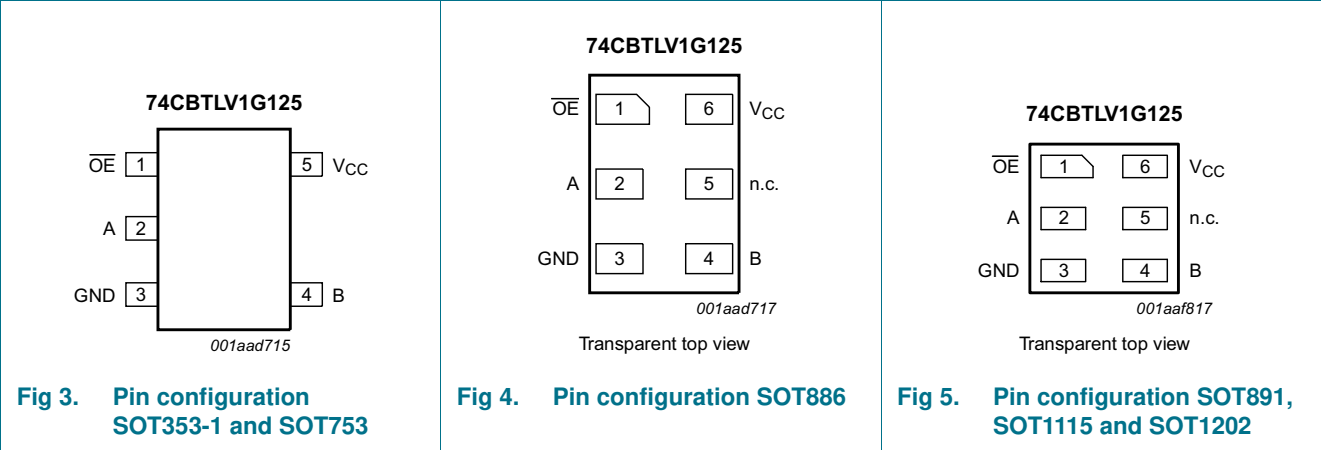 74CBTLV1G125
OE 1 5 VCC
A 2
GND 3 4 B
001aad715
Fig 3. Pin configuration
SOT353-1 and SOT753
74CBTLV1G125
OE 1 6 VCC
A 2 5 n.c.
GND 3 4 B
001aad717
Transparent top view
Fig 4. Pin configuration SOT886
74CBTLV1G125
OE 1 6 VCC
A 2 5 n.c.
GND 3 4 B
001aaf817
Transparent top view
Fig 5. Pin configuration SOT891,
SOT1115 and SOT1202